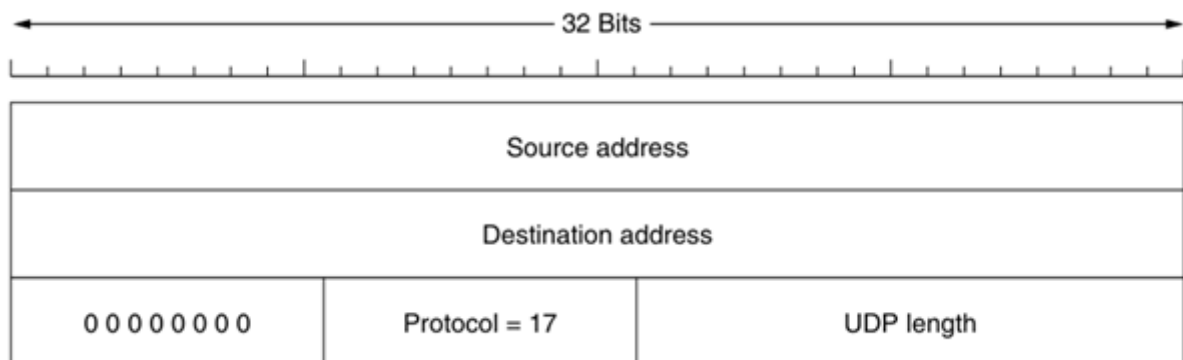 32 Bits
Source address
Destination address
0 0 0 0 0 0 0 0 Protocol = 17 UDP length